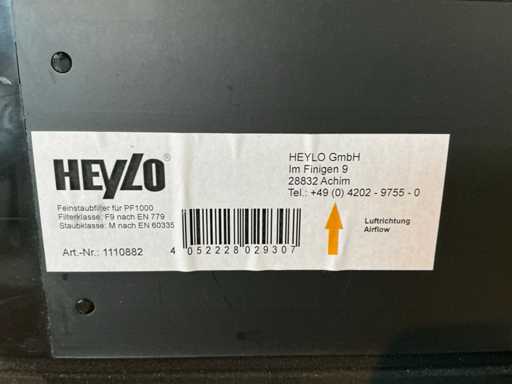 HEYLO®
Feinstaubfilter für PF1000
Filterklasse: F9 nach EN 779
Staubklasse: M nach EN 60335
Art.-Nr.: 1110882
4 052228 029307
HEYLO GmbH
Im Finigen 9
28832 Achim
Tel.: +49 (0) 4202 - 9755 - 0
Luftrichtung
Airflow